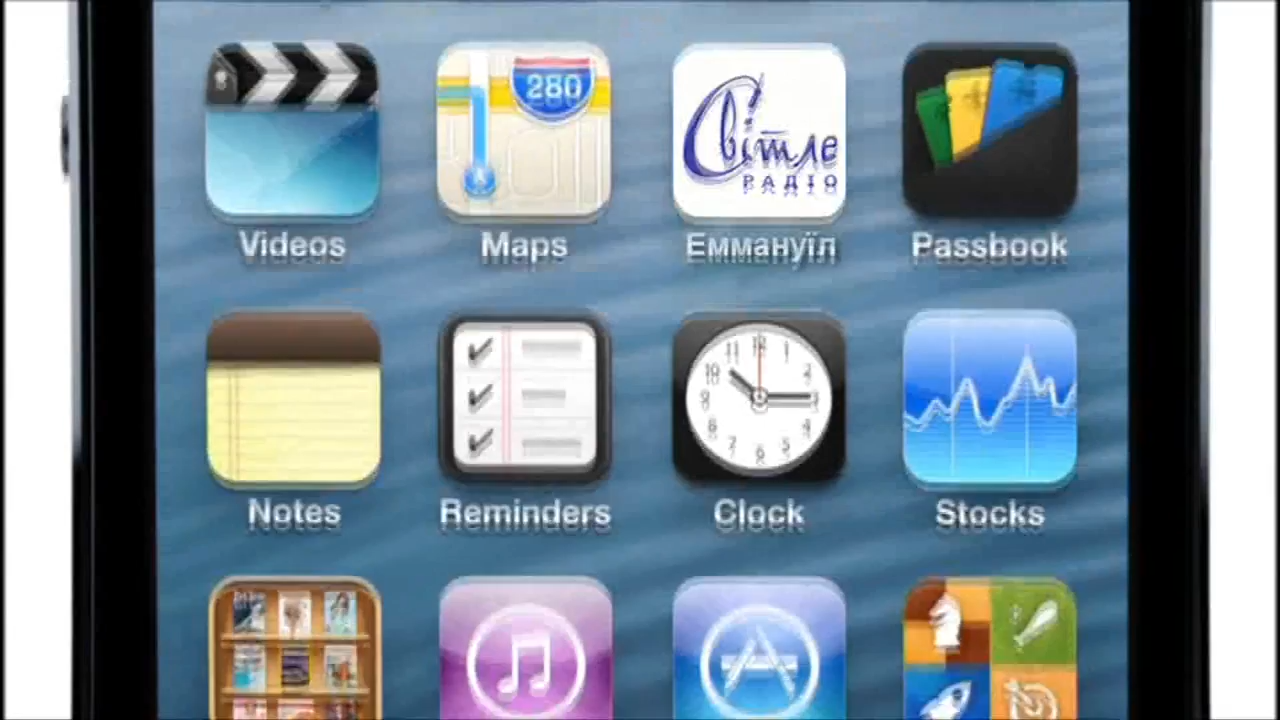 280
Світле
РАДІО
Videos
Maps
Еммануїл
Passbook
Notes
Reminders
Clock
Stocks